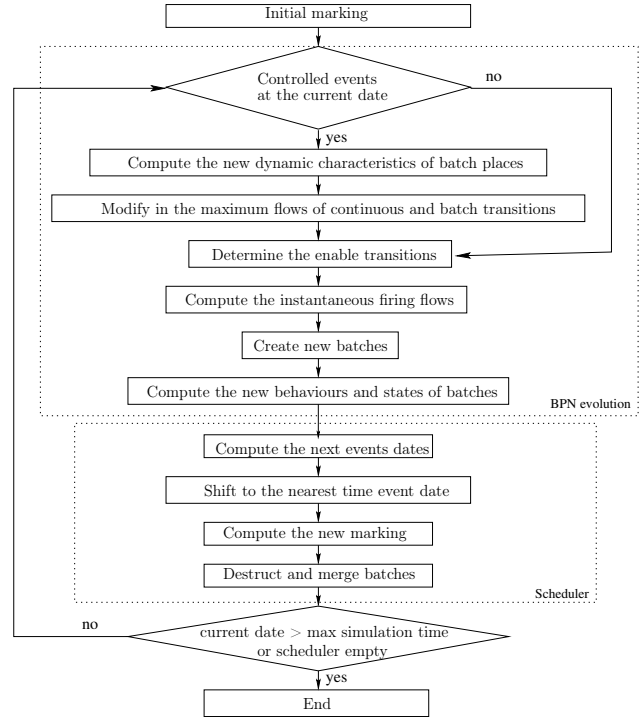 Initial marking
Controlled events
at the current date
no
yes
Compute the new dynamic characteristics of batch places
Modify in the maximum flows of continuous and batch transitions
Determine the enable transitions
Compute the instantaneous firing flows
Create new batches
Compute the new behaviours and states of batches
BPN evolution
Compute the next events dates
Shift to the nearest time event date
Compute the new marking
Destruct and merge batches
Scheduler
no
current date > max simulation time
or scheduler empty
yes
End